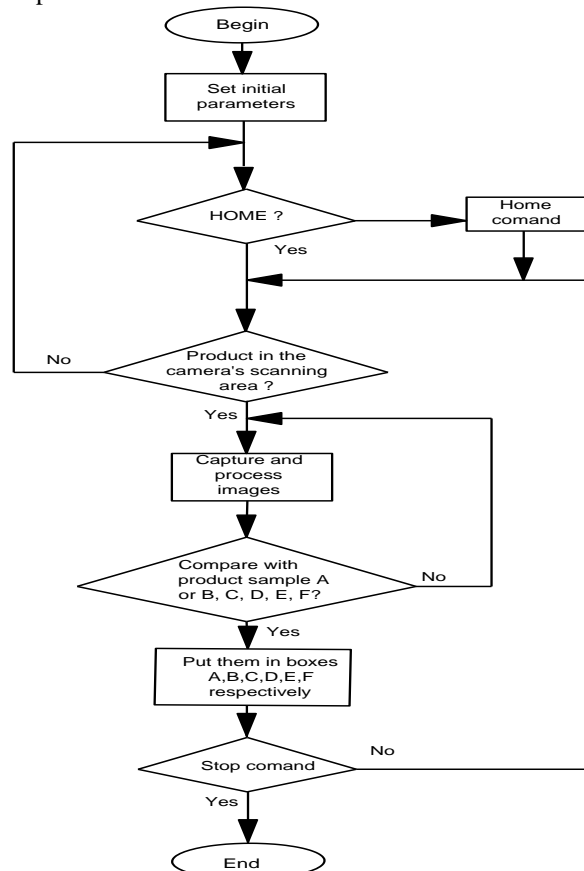 Begin
Set initial
parameters
HOME ?
Home
comand
Yes
Product in the
camera's scanning
area ?
No
Yes
Capture and
process
images
Compare with
product sample A
or B, C, D, E, F?
No
Yes
Put them in boxes
A,B,C,D,E,F
respectively
Stop comand
No
Yes
End